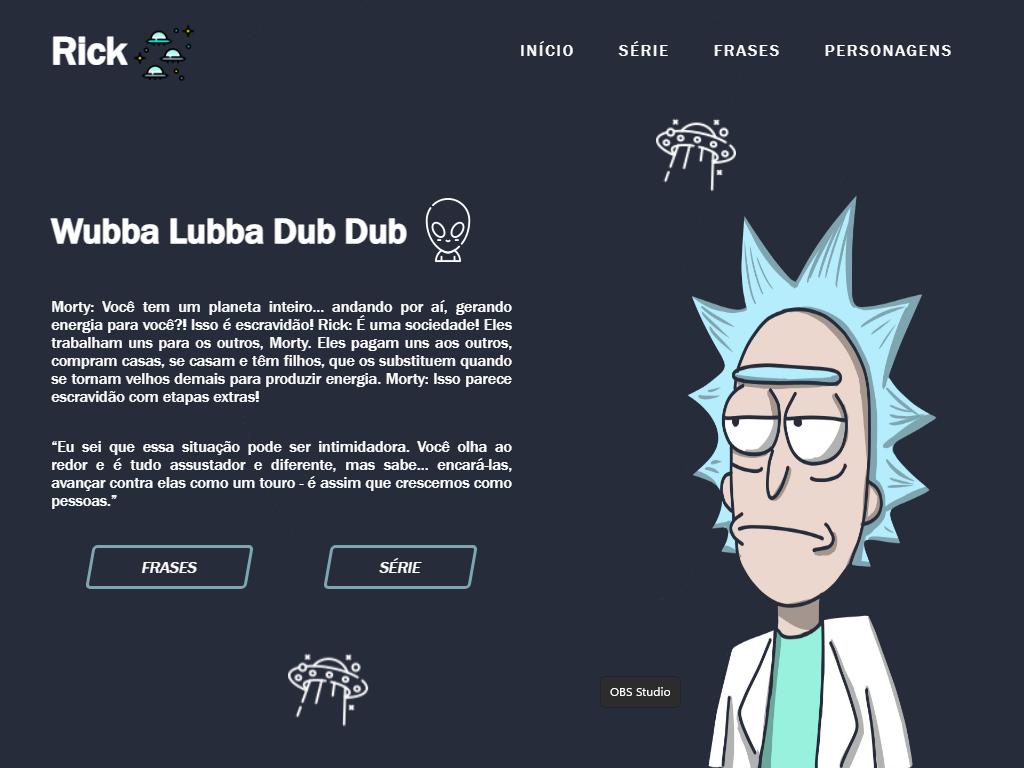 Rick
INÍCIO SÉRIE FRASES PERSONAGENS
Wubba Lubba Dub Dub
Morty: Você tem um planeta inteiro... andando por aí, gerando
energia para você?! Isso é escravidão! Rick: É uma sociedade! Eles
trabalham uns para os outros, Morty. Eles pagam uns aos outros,
compram casas, se casam e têm filhos, que os substituem quando
se tornam velhos demais para produzir energia. Morty: Isso parece
escravidão com etapas extras!
“Eu sei que essa situação pode ser intimidadora. Você olha ao
redor e é tudo assustador e diferente, mas sabe... encará-las,
avançar contra elas como um touro - é assim que crescemos como
pessoas.”
FRASES SÉRIE
OBS Studio